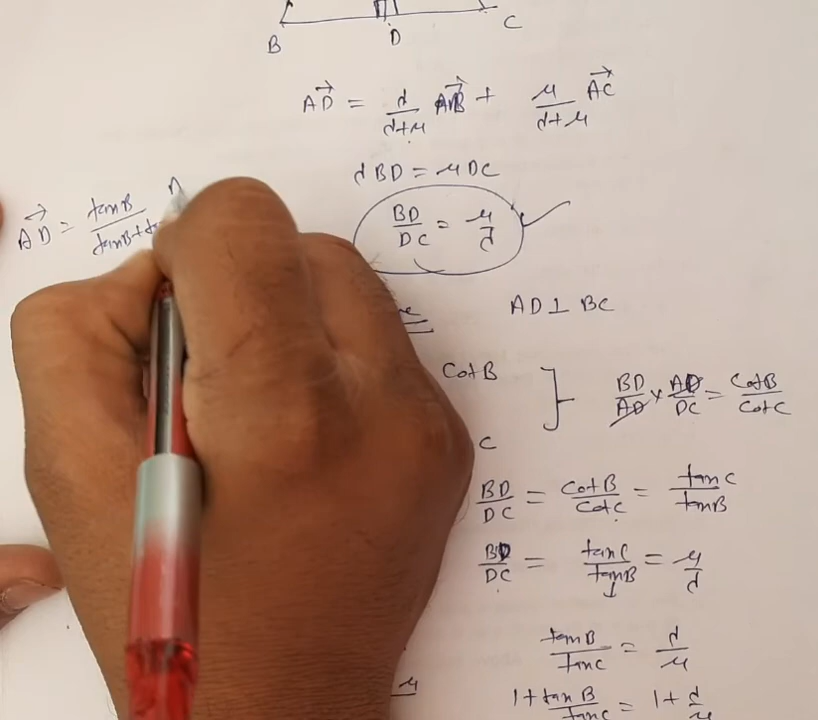 B D C
AD→ = d/(d+μ) AB→ + μ/(d+μ) AC→
d BD = μ DC
AD→ = tanB/(tanB+t
BD/DC = μ/d
AD ⊥ BC
CotB
BD/AD × AD/DC = CotB/CotC
C
BD/DC = CotB/CotC = tanC/tanB
BD/DC = tanC/tanB = μ/d
tanB/tanC = d/μ
μ
1 + tanB/tanC = 1 + d/μ